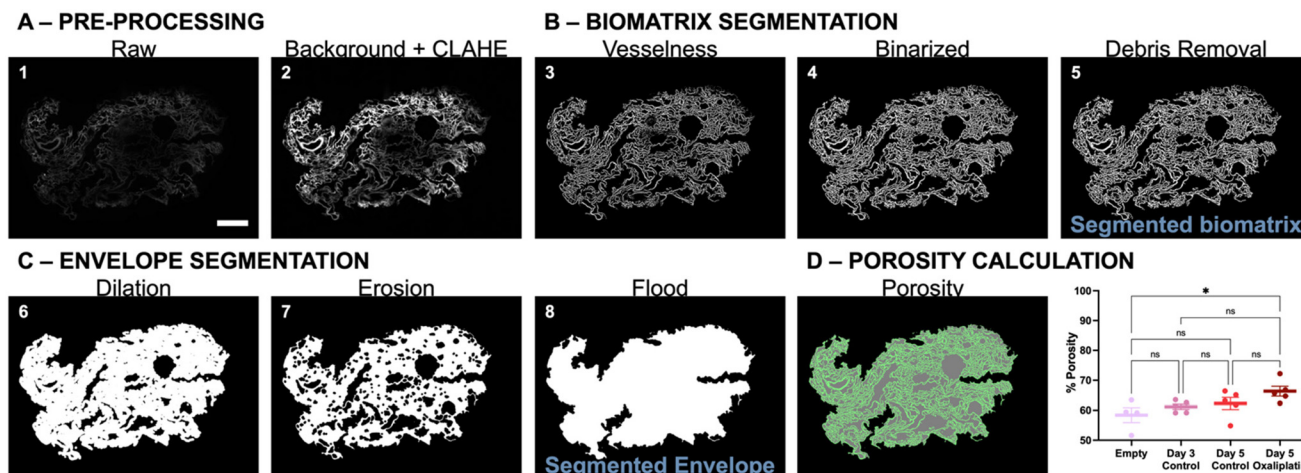 A – PRE-PROCESSING
B – BIOMATRIX SEGMENTATION
Raw
Background + CLAHE
Vesselness
Binarized
Debris Removal
1
2
3
4
5
Segmented biomatrix
C – ENVELOPE SEGMENTATION
D – POROSITY CALCULATION
Dilation
Erosion
Flood
Porosity
6
7
8
Segmented Envelope
% Porosity
100
90
80
70
60
50
*
ns
ns
ns
ns
ns
Empty
Day 3
Control
Day 5
Control
Day 5
Oxaliplatin